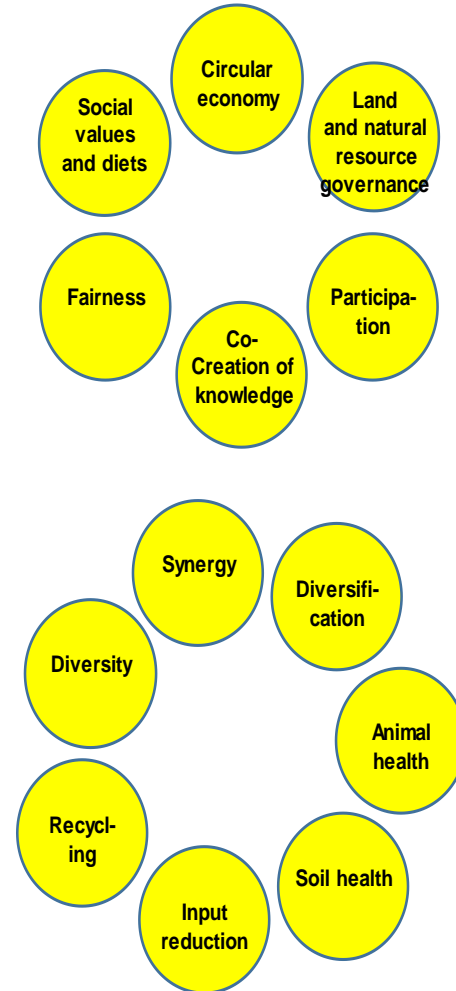 Circular
economy
Social
values
and diets
Land
and natural
resource
governance
Fairness
Participa-
tion
Co-
Creation of
knowledge
Synergy
Diversifi-
cation
Diversity
Animal
health
Recycl-
ing
Soil health
Input
reduction